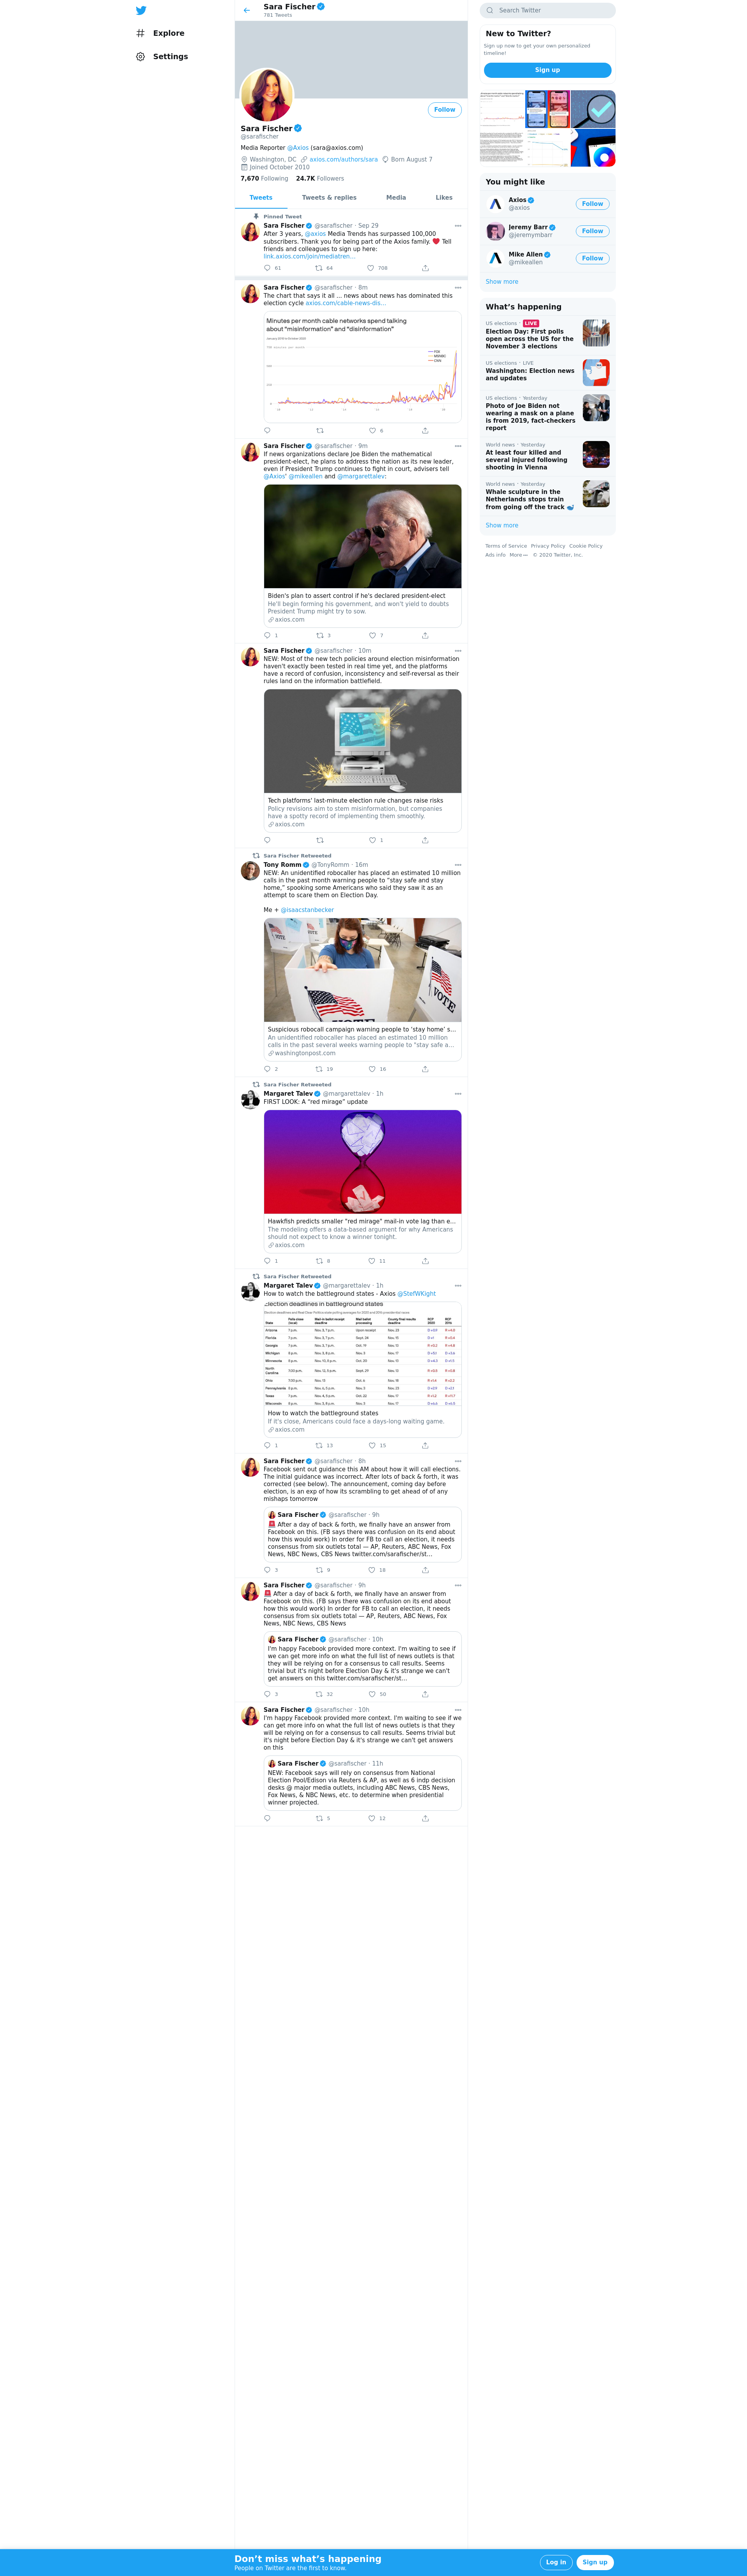 Sara Fischer
781 Tweets
Explore
Settings
Follow
Sara Fischer
@sarafischer
Media Reporter @Axios (sara@axios.com)
Washington, DC axios.com/authors/sara Born August 7
Joined October 2010
7,670 Following 24.7K Followers
Tweets Tweets & replies Media Likes
Pinned Tweet
Sara Fischer @sarafischer · Sep 29
After 3 years, @axios Media Trends has surpassed 100,000
subscribers. Thank you for being part of the Axios family. ❤️ Tell
friends and colleagues to sign up here:
link.axios.com/join/mediatren…
61 64 708
Sara Fischer @sarafischer · 8m
The chart that says it all ... news about news has dominated this
election cycle axios.com/cable-news-dis…
Minutes per month cable networks spend talking
about “misinformation” and “disinformation”
6
Sara Fischer @sarafischer · 9m
If news organizations declare Joe Biden the mathematical
president-elect, he plans to address the nation as its new leader,
even if President Trump continues to fight in court, advisers tell
@Axios' @mikeallen and @margarettalev:
Biden's plan to assert control if he's declared president-elect
He'll begin forming his government, and won't yield to doubts
President Trump might try to sow.
axios.com
1 3 7
Sara Fischer @sarafischer · 10m
NEW: Most of the new tech policies around election misinformation
haven't exactly been tested in real time yet, and the platforms
have a record of confusion, inconsistency and self-reversal as their
rules land on the information battlefield.
Tech platforms' last-minute election rule changes raise risks
Policy revisions aim to stem misinformation, but companies
have a spotty record of implementing them smoothly.
axios.com
1
Sara Fischer Retweeted
Tony Romm @TonyRomm · 16m
NEW: An unidentified robocaller has placed an estimated 10 million
calls in the past month warning people to “stay safe and stay
home,” spooking some Americans who said they saw it as an
attempt to scare them on Election Day.
Me + @isaacstanbecker
VOTE VOTE
Suspicious robocall campaign warning people to ‘stay home’ s…
An unidentified robocaller has placed an estimated 10 million
calls in the past several weeks warning people to "stay safe a…
washingtonpost.com
2 19 16
Sara Fischer Retweeted
Margaret Talev @margarettalev · 1h
FIRST LOOK: A "red mirage" update
Hawkfish predicts smaller "red mirage" mail-in vote lag than e…
The modeling offers a data-based argument for why Americans
should not expect to know a winner tonight.
axios.com
1 8 11
Sara Fischer Retweeted
Margaret Talev @margarettalev · 1h
How to watch the battleground states - Axios @StefWKight
Election deadlines in battleground states
How to watch the battleground states
If it's close, Americans could face a days-long waiting game.
axios.com
1 13 15
Sara Fischer @sarafischer · 8h
Facebook sent out guidance this AM about how it will call elections.
The initial guidance was incorrect. After lots of back & forth, it was
corrected (see below). The announcement, coming day before
election, is an exp of how its scrambling to get ahead of of any
mishaps tomorrow
Sara Fischer @sarafischer · 9h
🚨 After a day of back & forth, we finally have an answer from
Facebook on this. (FB says there was confusion on its end about
how this would work) In order for FB to call an election, it needs
consensus from six outlets total — AP, Reuters, ABC News, Fox
News, NBC News, CBS News twitter.com/sarafischer/st…
3 9 18
Sara Fischer @sarafischer · 9h
🚨 After a day of back & forth, we finally have an answer from
Facebook on this. (FB says there was confusion on its end about
how this would work) In order for FB to call an election, it needs
consensus from six outlets total — AP, Reuters, ABC News, Fox
News, NBC News, CBS News
Sara Fischer @sarafischer · 10h
I'm happy Facebook provided more context. I'm waiting to see if
we can get more info on what the full list of news outlets is that
they will be relying on for a consensus to call results. Seems
trivial but it's night before Election Day & it's strange we can't
get answers on this twitter.com/sarafischer/st…
3 32 50
Sara Fischer @sarafischer · 10h
I'm happy Facebook provided more context. I'm waiting to see if we
can get more info on what the full list of news outlets is that they
will be relying on for a consensus to call results. Seems trivial but
it's night before Election Day & it's strange we can't get answers
on this
Sara Fischer @sarafischer · 11h
NEW: Facebook says will rely on consensus from National
Election Pool/Edison via Reuters & AP, as well as 6 indp decision
desks @ major media outlets, including ABC News, CBS News,
Fox News, & NBC News, etc. to determine when presidential
winner projected.
5 12
Search Twitter
New to Twitter?
Sign up now to get your own personalized
timeline!
Sign up
You might like
Axios
@axios
Follow
Jeremy Barr
@jeremymbarr
Follow
Mike Allen
@mikeallen
Follow
Show more
What’s happening
US elections · LIVE
Election Day: First polls
open across the US for the
November 3 elections
US elections · LIVE
Washington: Election news
and updates
US elections · Yesterday
Photo of Joe Biden not
wearing a mask on a plane
is from 2019, fact-checkers
report
World news · Yesterday
At least four killed and
several injured following
shooting in Vienna
World news · Yesterday
Whale sculpture in the
Netherlands stops train
from going off the track 🐋
Show more
Terms of Service Privacy Policy Cookie Policy
Ads info More © 2020 Twitter, Inc.
Don’t miss what’s happening
People on Twitter are the first to know.
Log in Sign up